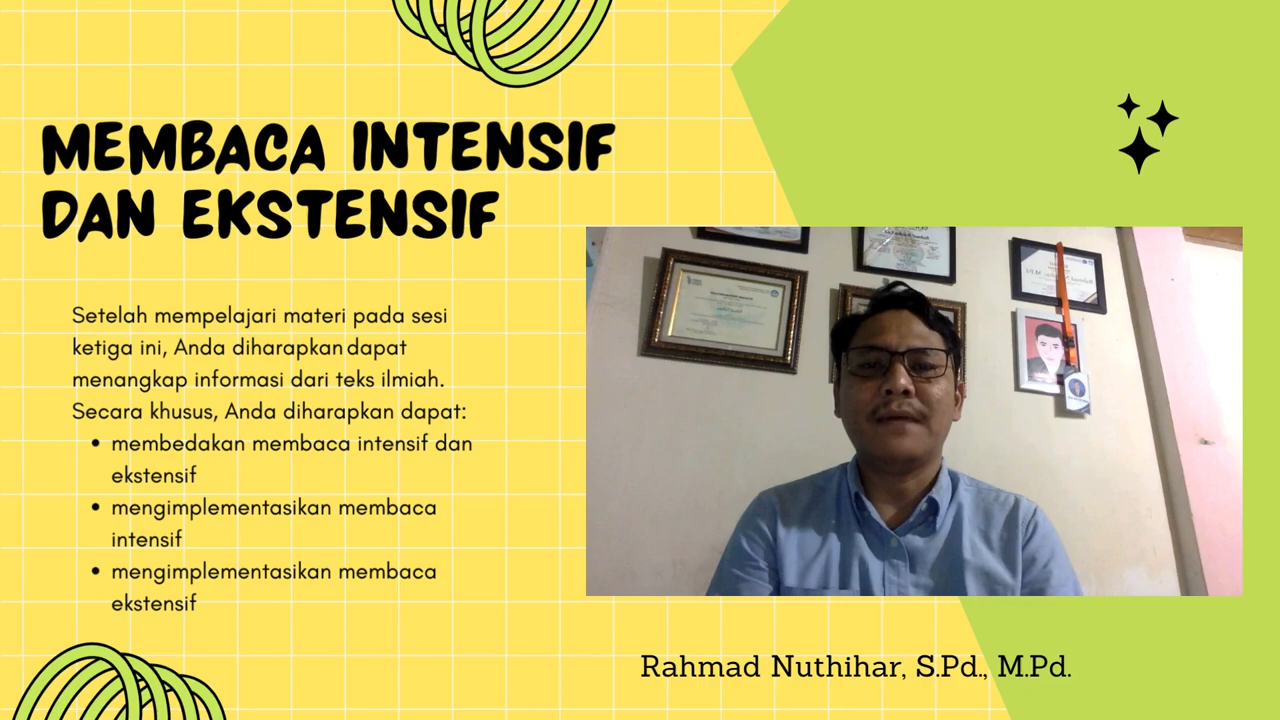 MEMBACA INTENSIF
DAN EKSTENSIF
Setelah mempelajari materi pada sesi
ketiga ini, Anda diharapkan dapat
menangkap informasi dari teks ilmiah.
Secara khusus, Anda diharapkan dapat:
• membedakan membaca intensif dan
ekstensif
• mengimplementasikan membaca
intensif
• mengimplementasikan membaca
ekstensif
Rahmad Nuthihar, S.Pd., M.Pd.